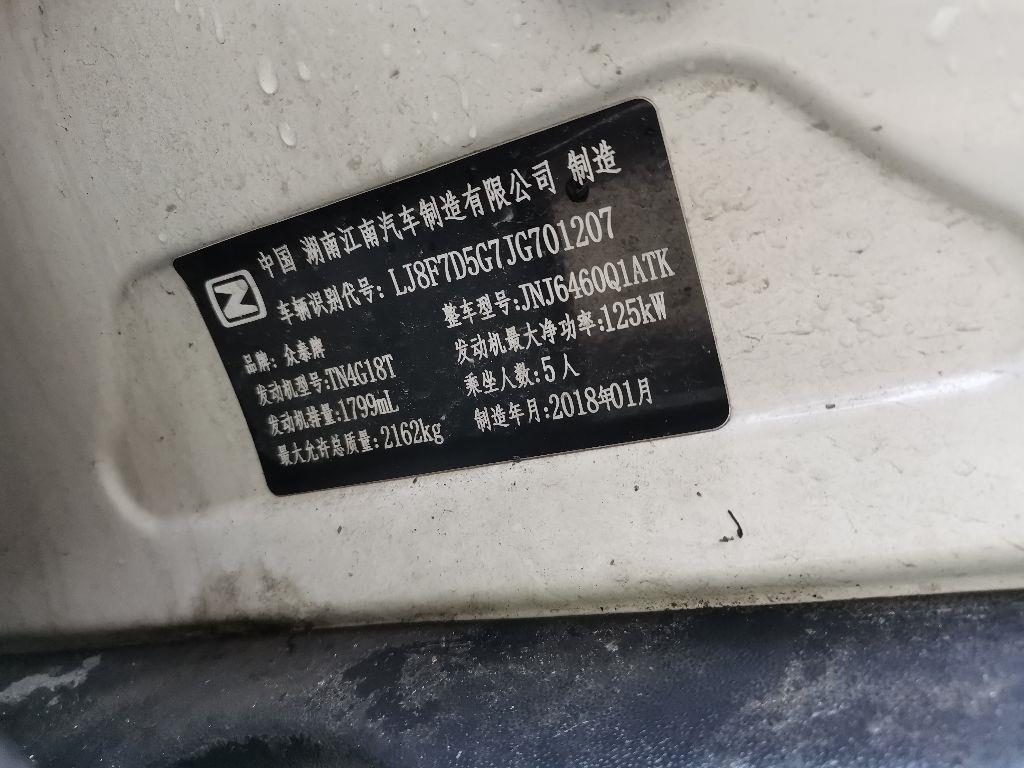 中国 湖南江南汽车制造有限公司 制造
车辆识别代号: LJ8F7D5G7JG701207
品牌: 众泰牌 整车型号:JNJ6460Q1ATK
发动机型号:TN4G18T 发动机最大净功率:125kW
发动机排量:1799mL 乘坐人数:5人
最大允许总质量:2162kg 制造年月:2018年01月